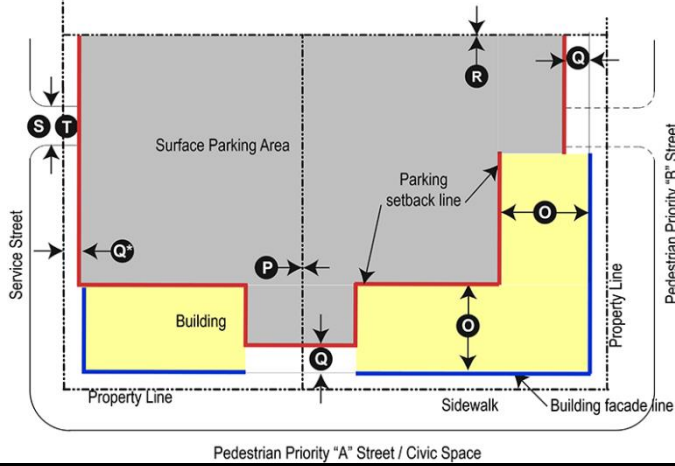 Q
R
S T
Surface Parking Area
Parking
setback line
O
Pedestrian Priority "B" Street
Service Street
Q*
P
Building
O
Property Line
Q
Property Line
Sidewalk
Building facade line
Pedestrian Priority "A" Street / Civic Space